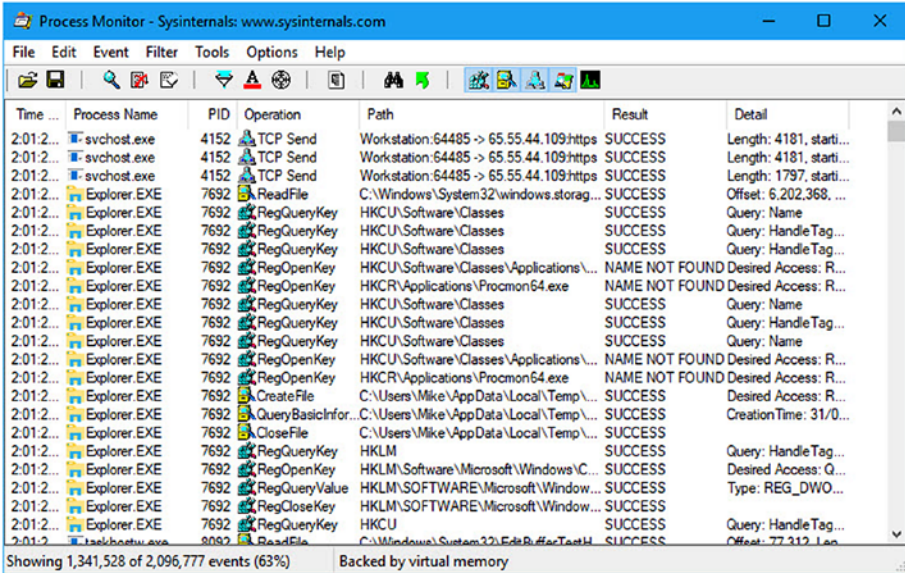 Process Monitor - Sysinternals: www.sysinternals.com
File Edit Event Filter Tools Options Help
Time ... Process Name PID Operation Path Result Detail
2:01:2... svchost.exe 4152 TCP Send Workstation:64485 -> 65.55.44.109:https SUCCESS Length: 4181, starti...
2:01:2... svchost.exe 4152 TCP Send Workstation:64485 -> 65.55.44.109:https SUCCESS Length: 4181, starti...
2:01:2... svchost.exe 4152 TCP Send Workstation:64485 -> 65.55.44.109:https SUCCESS Length: 1797, starti...
2:01:2... Explorer.EXE 7692 ReadFile C:\Windows\System32\windows.storag... SUCCESS Offset: 6,202,368, ...
2:01:2... Explorer.EXE 7692 RegQueryKey HKCU\Software\Classes SUCCESS Query: Name
2:01:2... Explorer.EXE 7692 RegQueryKey HKCU\Software\Classes SUCCESS Query: HandleTag...
2:01:2... Explorer.EXE 7692 RegQueryKey HKCU\Software\Classes SUCCESS Query: HandleTag...
2:01:2... Explorer.EXE 7692 RegOpenKey HKCU\Software\Classes\Applications\... NAME NOT FOUND Desired Access: R...
2:01:2... Explorer.EXE 7692 RegOpenKey HKCR\Applications\Procmon64.exe NAME NOT FOUND Desired Access: R...
2:01:2... Explorer.EXE 7692 RegQueryKey HKCU\Software\Classes SUCCESS Query: Name
2:01:2... Explorer.EXE 7692 RegQueryKey HKCU\Software\Classes SUCCESS Query: HandleTag...
2:01:2... Explorer.EXE 7692 RegQueryKey HKCU\Software\Classes SUCCESS Query: Name
2:01:2... Explorer.EXE 7692 RegOpenKey HKCU\Software\Classes\Applications\... NAME NOT FOUND Desired Access: R...
2:01:2... Explorer.EXE 7692 RegOpenKey HKCR\Applications\Procmon64.exe NAME NOT FOUND Desired Access: R...
2:01:2... Explorer.EXE 7692 CreateFile C:\Users\Mike\AppData\Local\Temp\... SUCCESS Desired Access: R...
2:01:2... Explorer.EXE 7692 QueryBasicInfor... C:\Users\Mike\AppData\Local\Temp\... SUCCESS CreationTime: 31/0...
2:01:2... Explorer.EXE 7692 CloseFile C:\Users\Mike\AppData\Local\Temp\... SUCCESS
2:01:2... Explorer.EXE 7692 RegQueryKey HKLM SUCCESS Query: HandleTag...
2:01:2... Explorer.EXE 7692 RegOpenKey HKLM\Software\Microsoft\Windows\C... SUCCESS Desired Access: Q...
2:01:2... Explorer.EXE 7692 RegQueryValue HKLM\SOFTWARE\Microsoft\Window... SUCCESS Type: REG_DWO...
2:01:2... Explorer.EXE 7692 RegCloseKey HKLM\SOFTWARE\Microsoft\Window... SUCCESS
2:01:2... Explorer.EXE 7692 RegQueryKey HKCU SUCCESS Query: HandleTag...
2:01:2... taskhostw.exe 8092 ReadFile C:\Windows\System32\EditBufferTestH... SUCCESS Offset: 77,312, Len...
Showing 1,341,528 of 2,096,777 events (63%) Backed by virtual memory